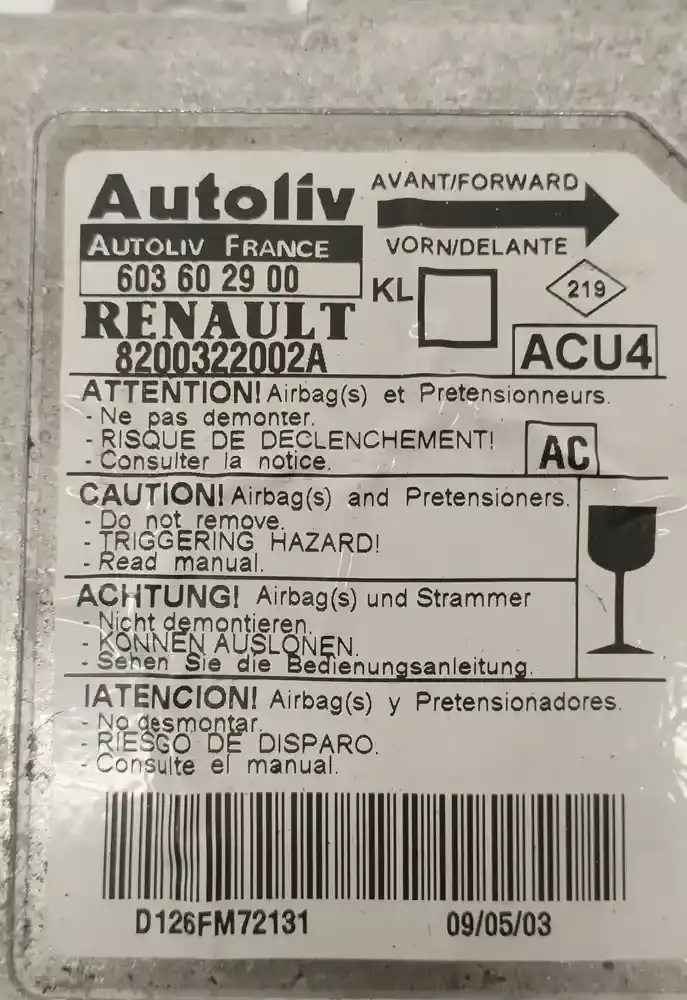 Autoliv
AVANT/FORWARD
AUTOLIV FRANCE
VORN/DELANTE
603 60 29 00
KL
219
RENAULT
8200322002A
ACU4
ATTENTION! Airbag(s) et Pretensionneurs.
- Ne pas demonter.
- RISQUE DE DECLENCHEMENT!
- Consulter la notice.
AC
CAUTION! Airbag(s) and Pretensioners.
- Do not remove.
- TRIGGERING HAZARD!
- Read manual.
ACHTUNG! Airbag(s) und Strammer
- Nicht demontieren.
- KONNEN AUSLONEN.
- Sehen Sie die Bedienungsanleitung.
IATENCION! Airbag(s) y Pretensionadores.
- No desmontar.
- RIESGO DE DISPARO.
- Consulte el manual.
D126FM72131
09/05/03